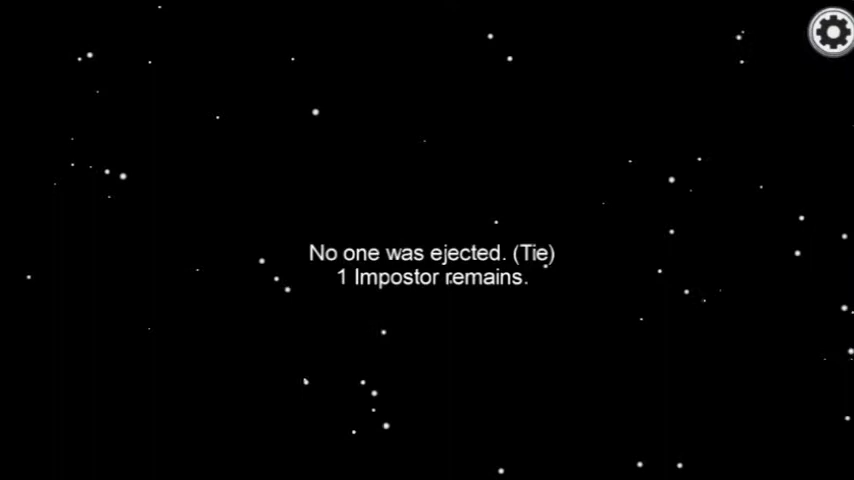 No one was ejected. (Tie)
1 Impostor remains.